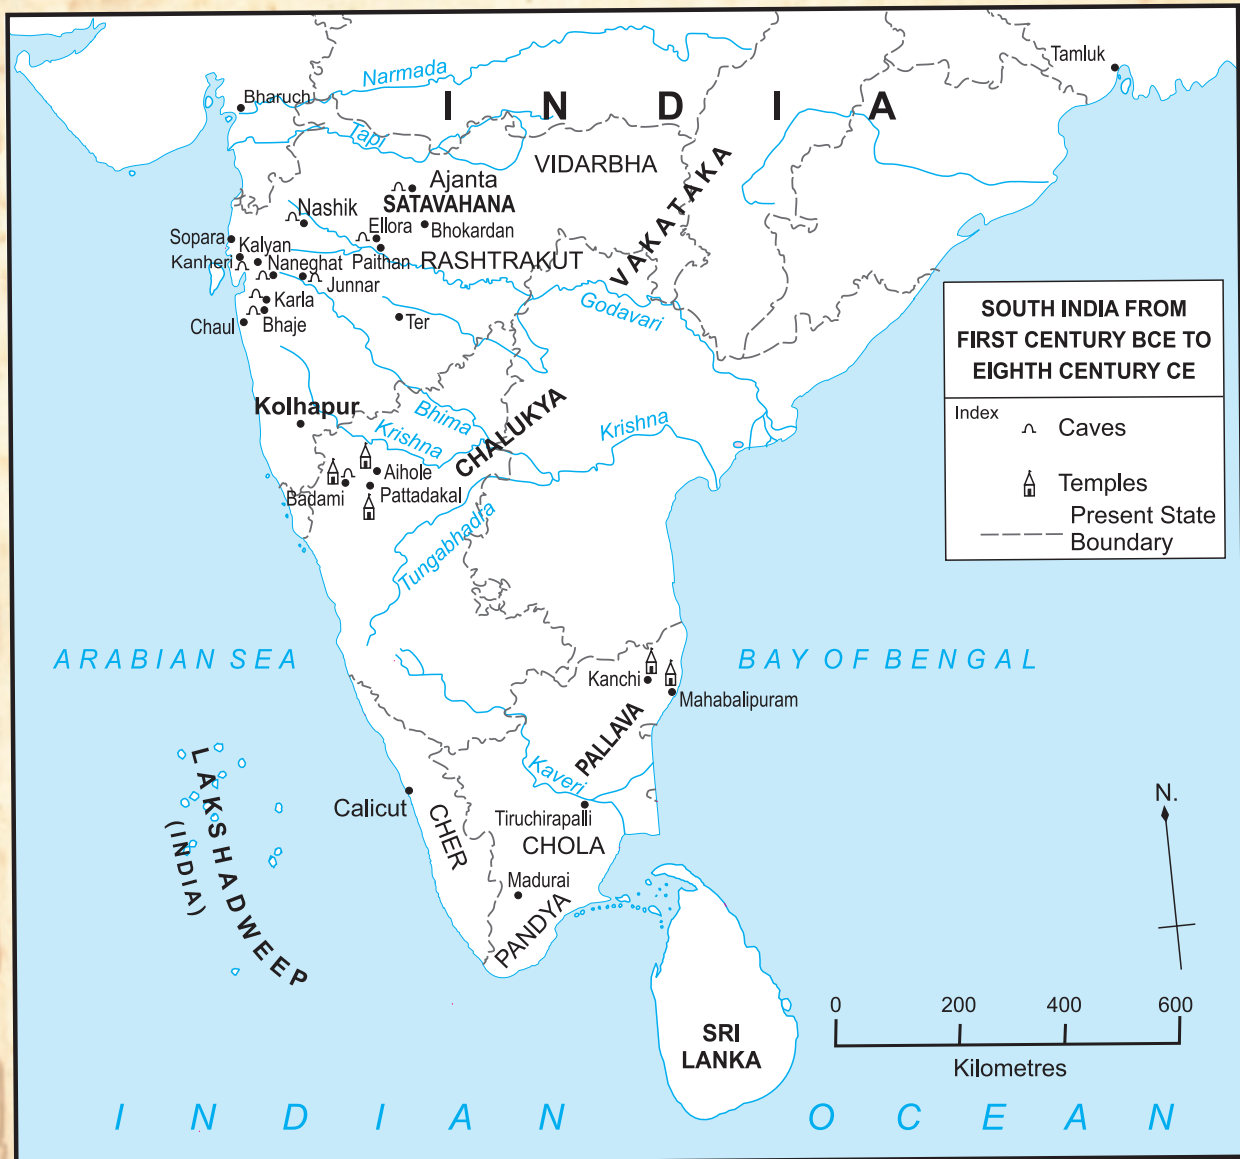 Tamluk
Narmada
Bharuch
I N D I A
Tapi
VIDARBHA
VAKATAKA
Ajanta
SATAVAHANA
Nashik
Ellora
Bhokardan
Sopara
Kalyan
Kanheri
Naneghat
Paithan
RASHTRAKUT
Junnar
Godavari
Karla
Chaul
Bhaje
Ter
SOUTH INDIA FROM
FIRST CENTURY BCE TO
EIGHTH CENTURY CE
Index
Caves
Temples
Present State
Boundary
Kolhapur
Bhima
Krishna
CHALUKYA
Krishna
Aihole
Badami
Pattadakal
Tungabhadra
ARABIAN SEA
BAY OF BENGAL
Kanchi
Mahabalipuram
PALLAVA
LAKSHADWEEP
(INDIA)
Kaveri
Calicut
CHER
Tiruchirapalli
CHOLA
Madurai
PANDYA
N.
0 200 400 600
Kilometres
SRI
LANKA
I N D I A N O C E A N